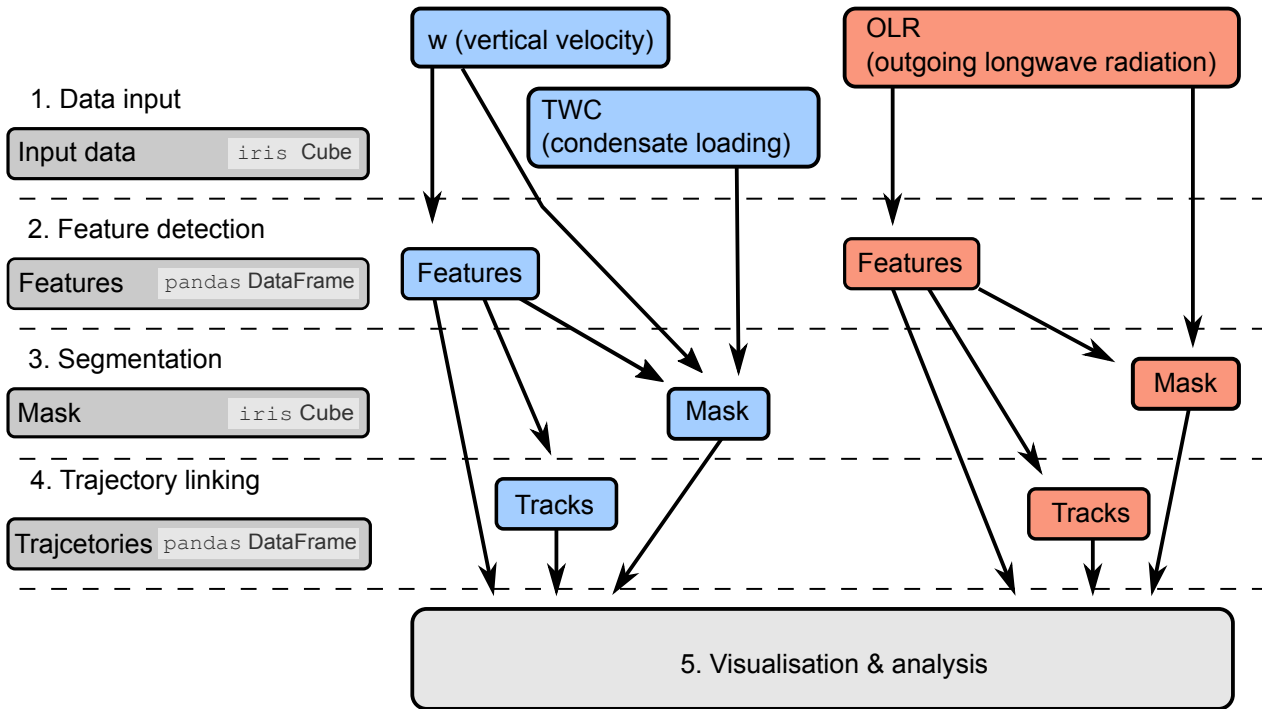 w (vertical velocity)
OLR
(outgoing longwave radiation)
1. Data input
TWC
(condensate loading)
Input data iris Cube
2. Feature detection
Features pandas DataFrame
Features
Features
3. Segmentation
Mask iris Cube
Mask
Mask
4. Trajectory linking
Trajcetories pandas DataFrame
Tracks
Tracks
5. Visualisation & analysis